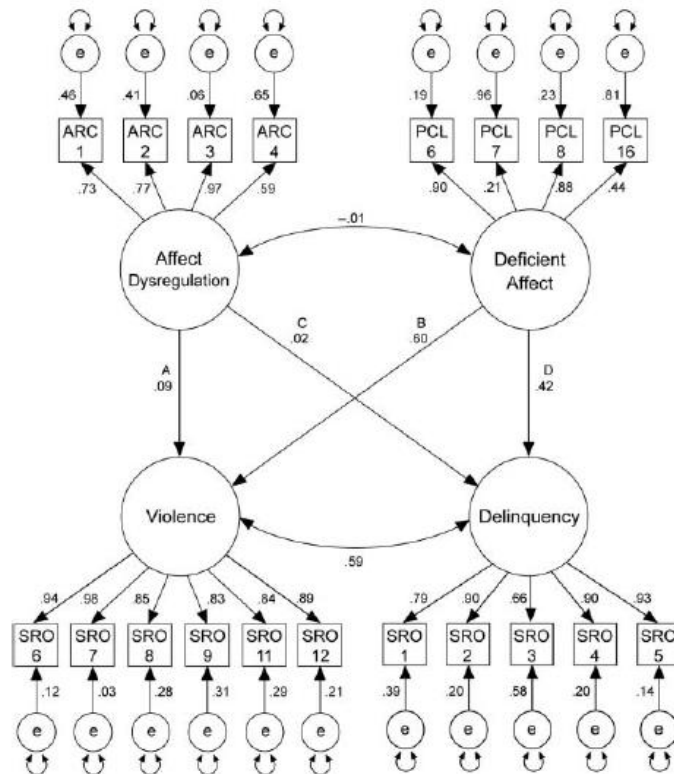 e e e e e e e e
.46 .41 .06 .65 .19 .96 .23 .81
ARC ARC ARC ARC PCL PCL PCL PCL
1 2 3 4 6 7 8 16
.73 .77 .97 .59 .90 .21 .88 .44
–.01
Affect Deficient
Dysregulation Affect
C B
.02 .60
A D
.09 .42
Violence Delinquency
.59
.94 .98 .85 .83 .84 .89 .79 .90 .66 .90 .93
SRO SRO SRO SRO SRO SRO SRO SRO SRO SRO SRO
6 7 8 9 11 12 1 2 3 4 5
.12 .03 .28 .31 .29 .21 .39 .20 .58 .20 .14
e e e e e e e e e e e